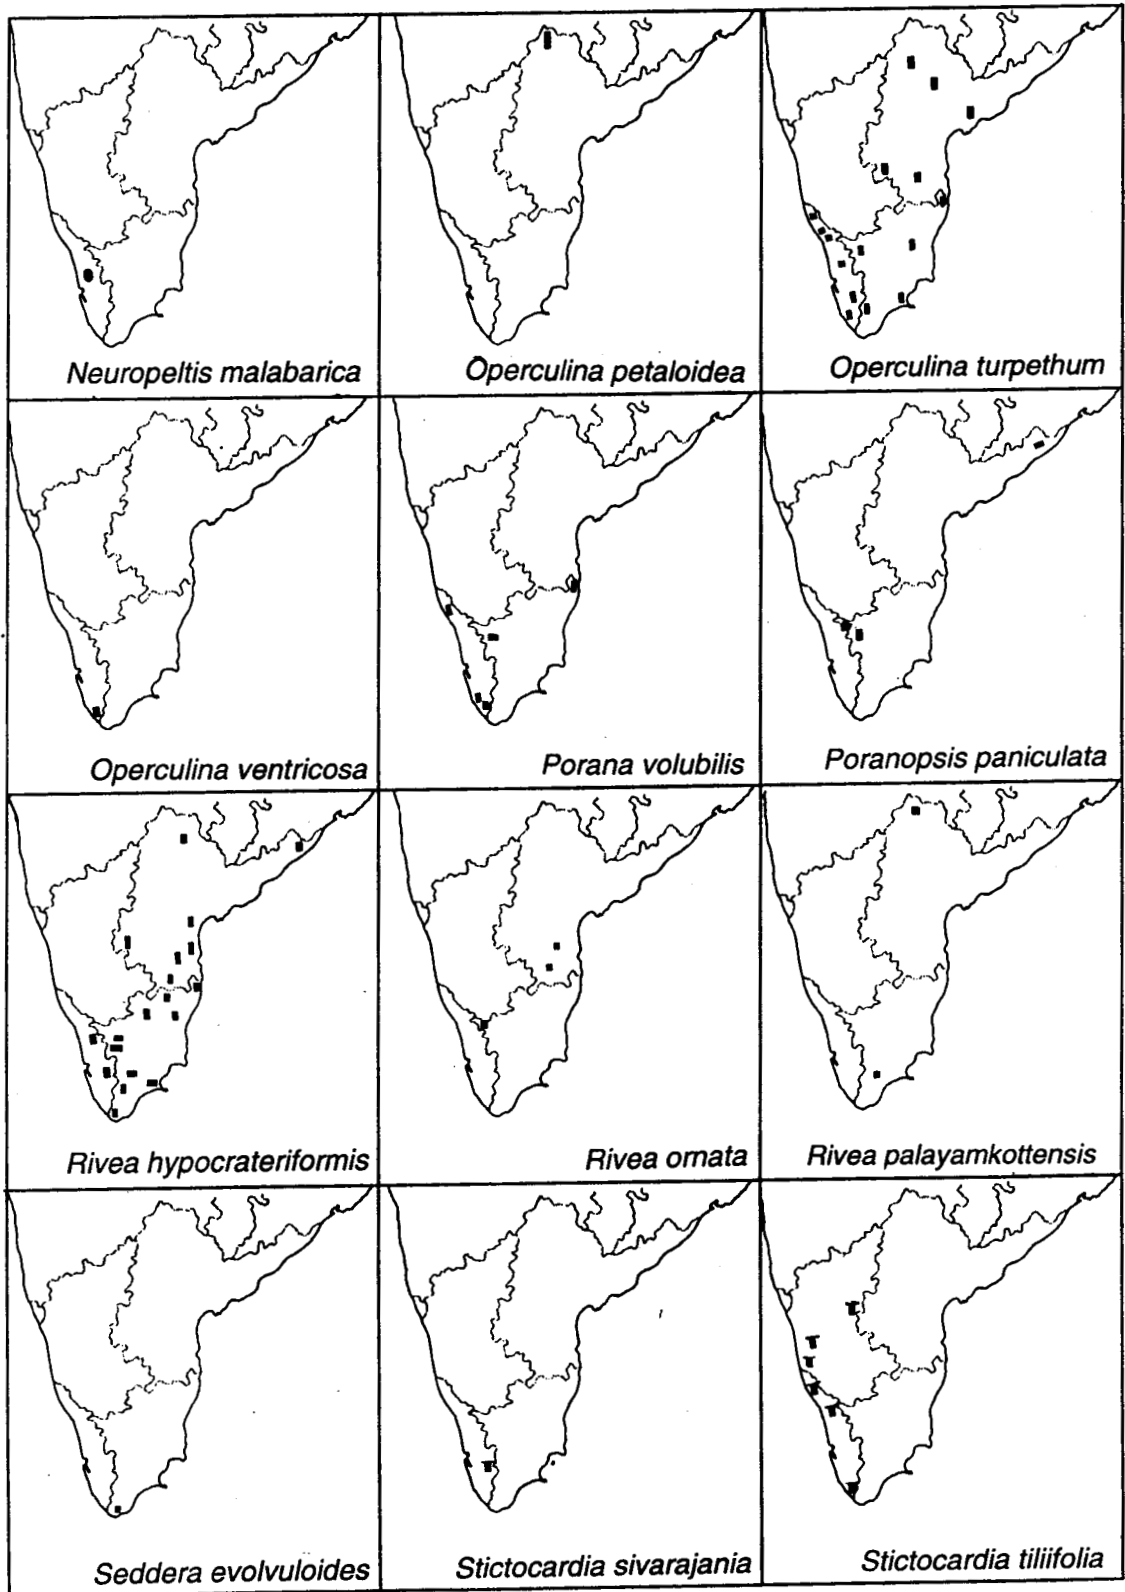 Neuropeltis malabarica
Operculina petaloidea
Operculina turpethum
Operculina ventricosa
Porana volubilis
Poranopsis paniculata
Rivea hypocrateriformis
Rivea ornata
Rivea palayamkottensis
Seddera evolvuloides
Stictocardia sivarajania
Stictocardia tiliifolia